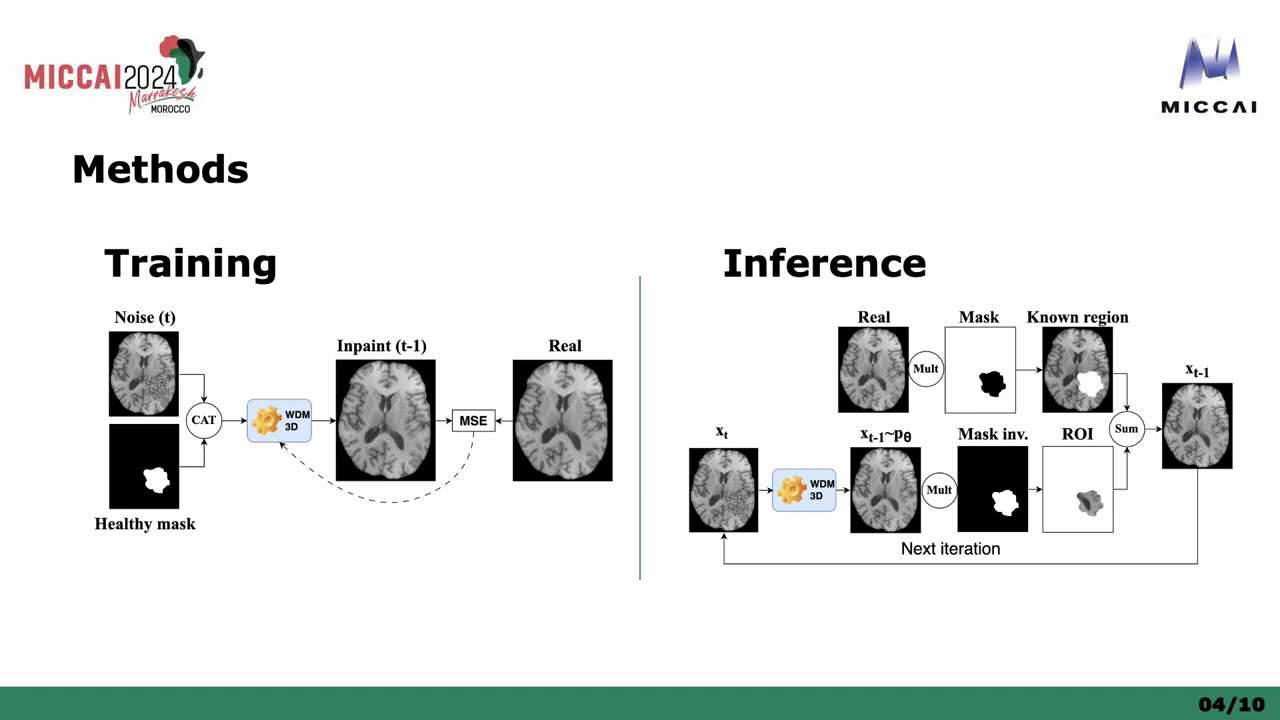 MICCAI2024
Marrakesh
MOROCCO
MICCAI
Methods
Training
Inference
Noise (t)
CAT
Healthy mask
WDM
3D
Inpaint (t-1)
MSE
Real
Real
Mult
Mask
Known region
xt-1
Sum
xt
WDM
3D
xt-1~pθ
Mult
Mask inv.
ROI
Next iteration
04/10